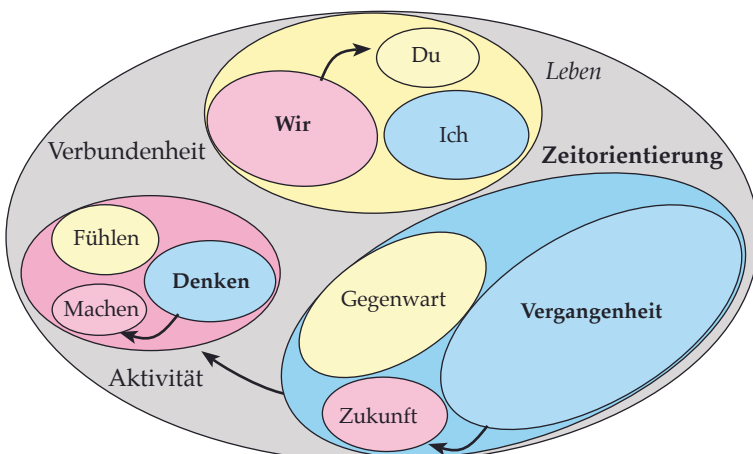 Du
Leben
Wir
Ich
Verbundenheit
Zeitorientierung
Fühlen
Denken
Gegenwart
Machen
Vergangenheit
Aktivität
Zukunft